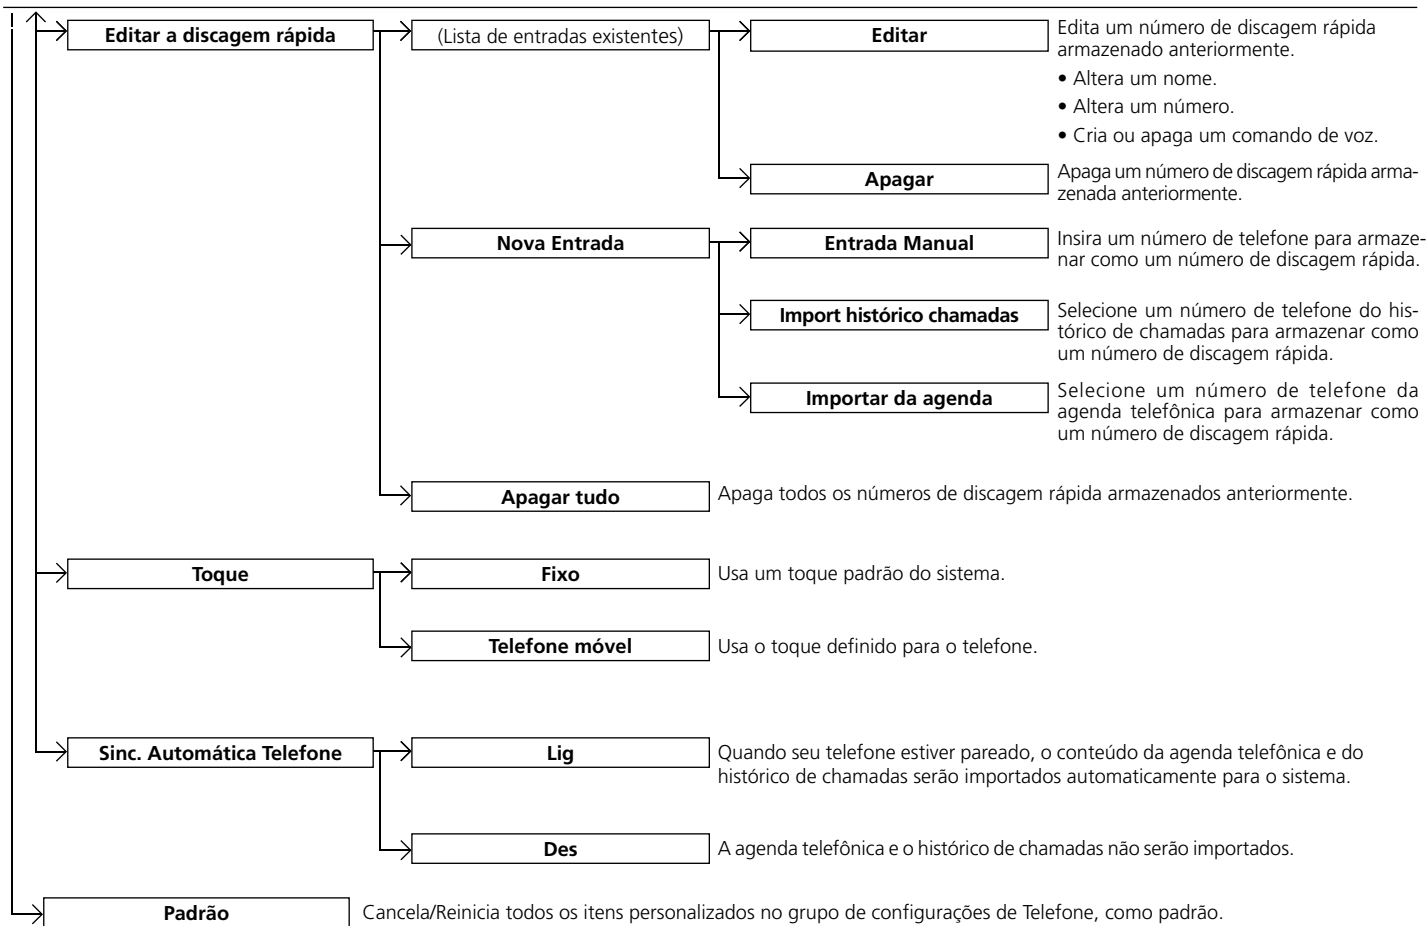 Editar a discagem rápida
(Lista de entradas existentes)
Editar
Edita um número de discagem rápida
armazenado anteriormente.
• Altera um nome.
• Altera um número.
• Cria ou apaga um comando de voz.
Apagar
Apaga um número de discagem rápida arma-
zenada anteriormente.
Nova Entrada
Entrada Manual
Insira um número de telefone para armaze-
nar como um número de discagem rápida.
Import histórico chamadas
Selecione um número de telefone do his-
tórico de chamadas para armazenar como
um número de discagem rápida.
Importar da agenda
Selecione um número de telefone da
agenda telefônica para armazenar como
um número de discagem rápida.
Apagar tudo
Apaga todos os números de discagem rápida armazenados anteriormente.
Toque
Fixo
Usa um toque padrão do sistema.
Telefone móvel
Usa o toque definido para o telefone.
Sinc. Automática Telefone
Lig
Quando seu telefone estiver pareado, o conteúdo da agenda telefônica e do
histórico de chamadas serão importados automaticamente para o sistema.
Des
A agenda telefônica e o histórico de chamadas não serão importados.
Padrão
Cancela/Reinicia todos os itens personalizados no grupo de configurações de Telefone, como padrão.